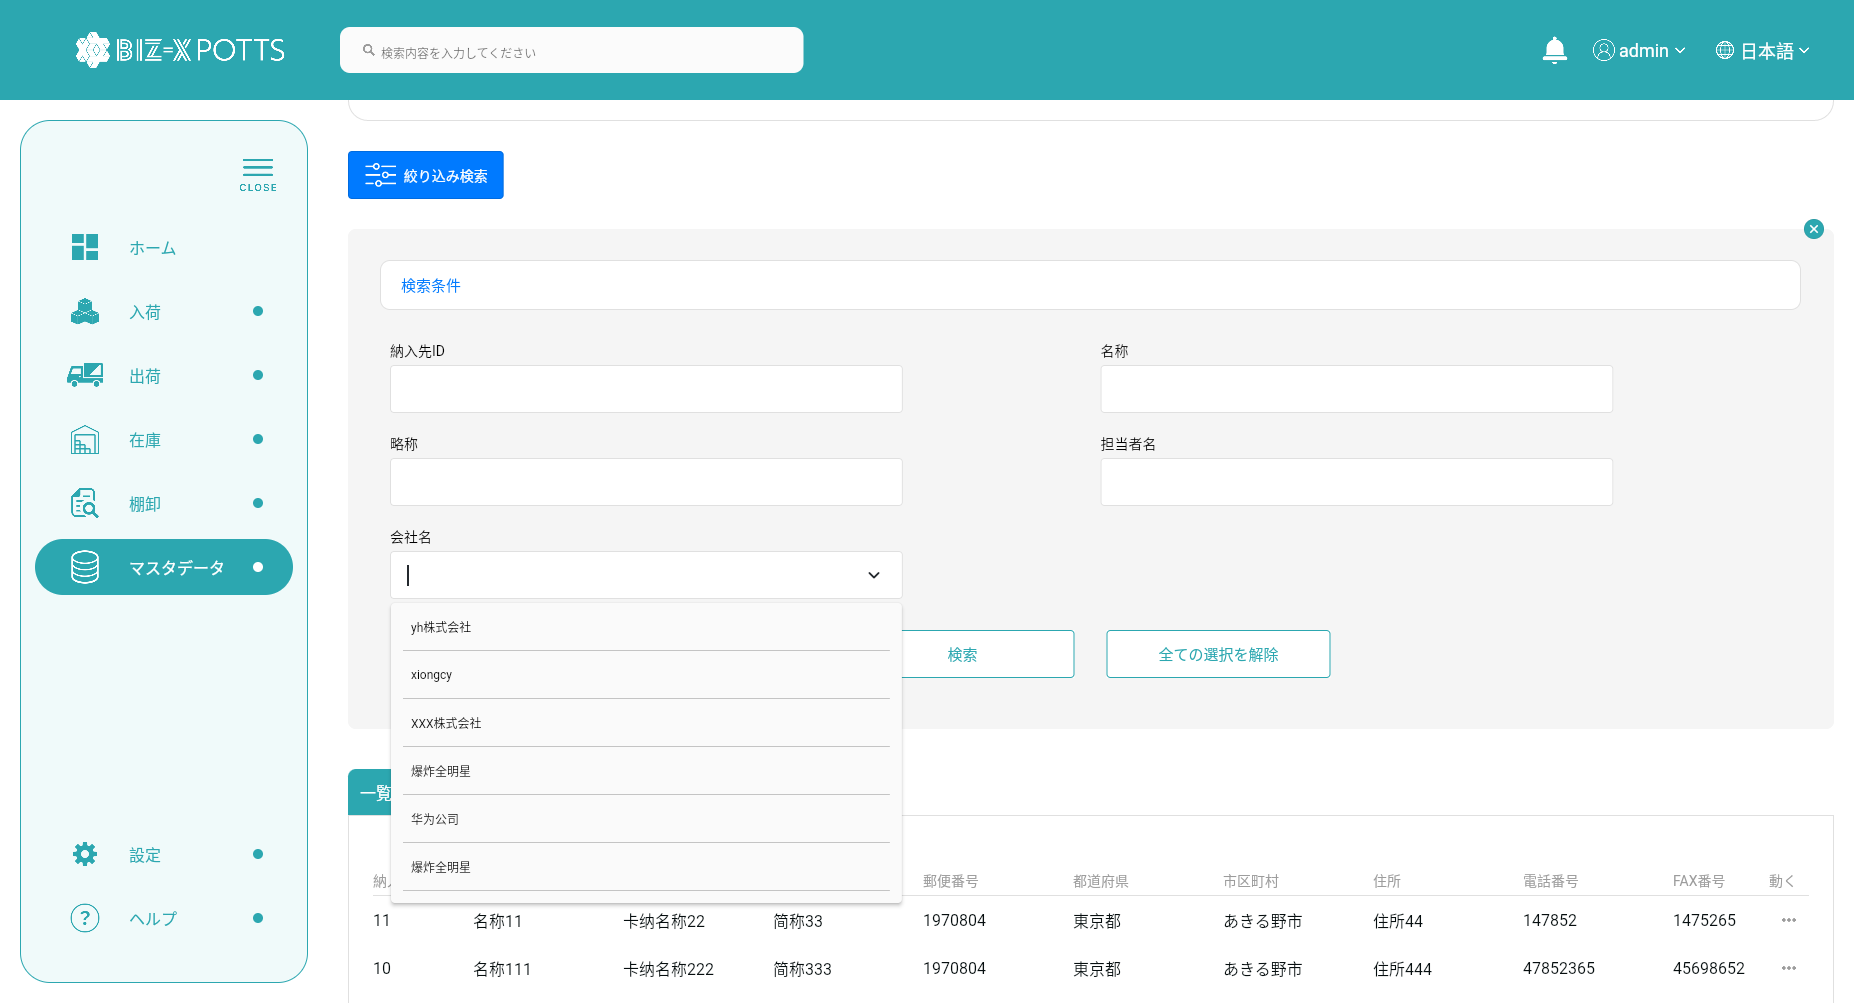 BIZ-X POTTS
検索内容を入力してください
admin
日本語
CLOSE
ホーム
入荷
出荷
在庫
棚卸
マスタデータ
設定
ヘルプ
?
絞り込み検索
検索条件
納入先ID
名称
略称
担当者名
会社名
yh株式会社
xiongcy
XXX株式会社
爆炸全明星
华为公司
爆炸全明星
検索
全ての選択を解除
一覧
納 郵便番号 都道府県 市区町村 住所 電話番号 FAX番号 動く
11 名称11 卡纳名称22 简称33 1970804 東京都 あきる野市 住所44 147852 1475265
10 名称111 卡纳名称222 简称333 1970804 東京都 あきる野市 住所444 47852365 45698652